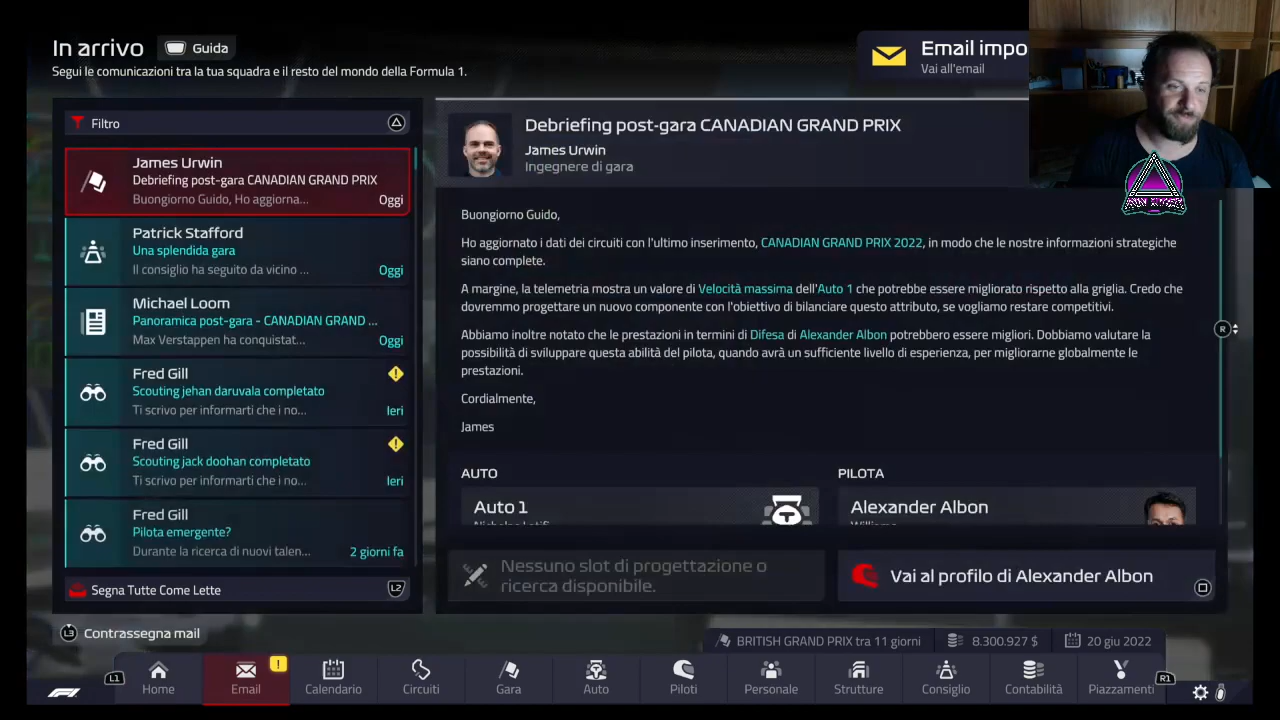 In arrivo
Guida
Segui le comunicazioni tra la tua squadra e il resto del mondo della Formula 1.
Email impo
Vai all'email
Filtro
James Urwin
Debriefing post-gara CANADIAN GRAND PRIX
Buongiorno Guido, Ho aggiorna...
Oggi
Patrick Stafford
Una splendida gara
Il consiglio ha seguito da vicino ...
Oggi
Michael Loom
Panoramica post-gara - CANADIAN GRAND ...
Max Verstappen ha conquistat...
Oggi
Fred Gill
Scouting jehan daruvala completato
Ti scrivo per informarti che i no...
Ieri
Fred Gill
Scouting jack doohan completato
Ti scrivo per informarti che i no...
Ieri
Fred Gill
Pilota emergente?
Durante la ricerca di nuovi talen...
2 giorni fa
Segna Tutte Come Lette
L2
L3
Contrassegna mail
Debriefing post-gara CANADIAN GRAND PRIX
James Urwin
Ingegnere di gara
Buongiorno Guido,
Ho aggiornato i dati dei circuiti con l'ultimo inserimento, CANADIAN GRAND PRIX 2022, in modo che le nostre informazioni strategiche
siano complete.
A margine, la telemetria mostra un valore di Velocità massima dell'Auto 1 che potrebbe essere migliorato rispetto alla griglia. Credo che
dovremmo progettare un nuovo componente con l'obiettivo di bilanciare questo attributo, se vogliamo restare competitivi.
Abbiamo inoltre notato che le prestazioni in termini di Difesa di Alexander Albon potrebbero essere migliori. Dobbiamo valutare la
possibilità di sviluppare questa abilità del pilota, quando avrà un sufficiente livello di esperienza, per migliorarne globalmente le
prestazioni.
Cordialmente,
James
R
AUTO
PILOTA
Auto 1
Alexander Albon
Nessuno slot di progettazione o
ricerca disponibile.
Vai al profilo di Alexander Albon
BRITISH GRAND PRIX tra 11 giorni
8.300.927 $
20 giu 2022
L1
Home
Email
Calendario
Circuiti
Gara
Auto
Piloti
Personale
Strutture
Consiglio
Contabilità
Piazzamenti
R1